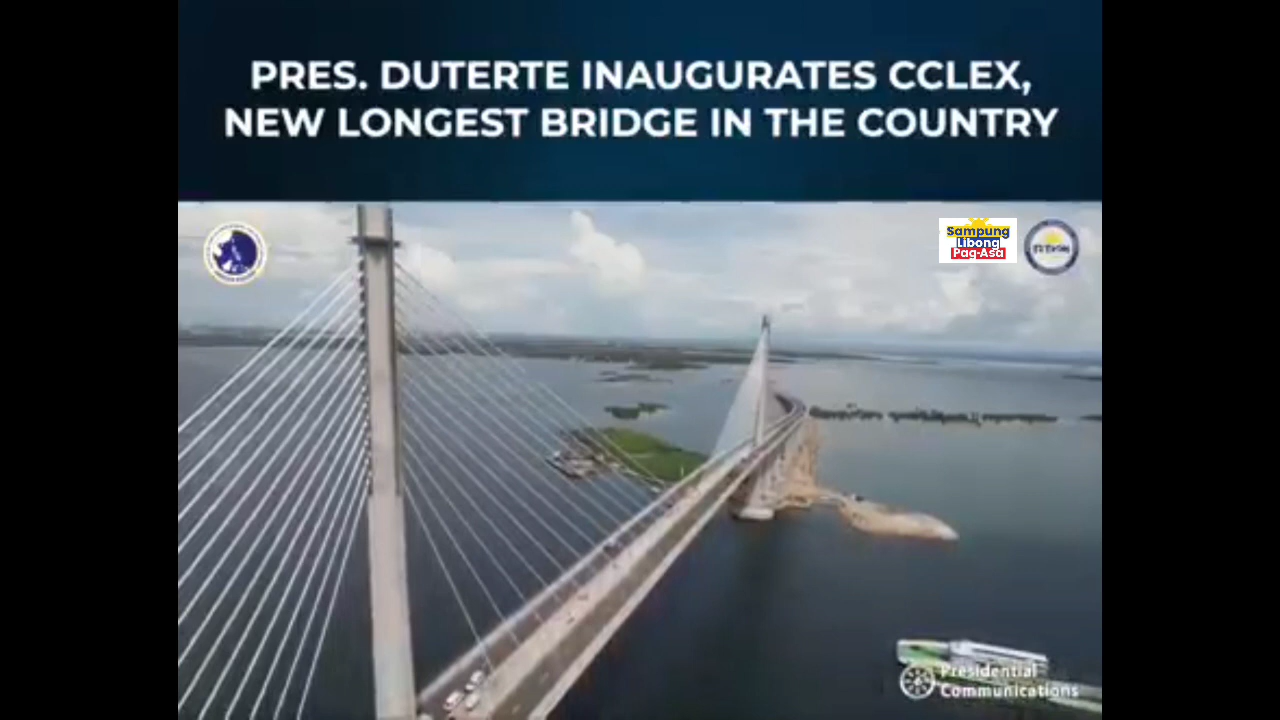 PRES. DUTERTE INAUGURATES CCLEX,
NEW LONGEST BRIDGE IN THE COUNTRY
Sampung
Libong
Pag-Asa
Presidential
Communications